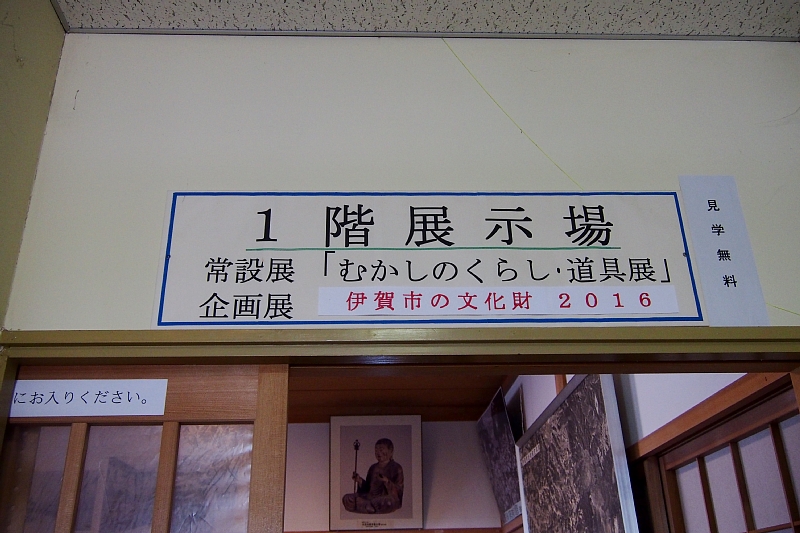 1 階 展 示 場
常設展 「むかしのくらし・道具展」
企画展 伊賀市の文化財 2016
見学無料
にお入りください。